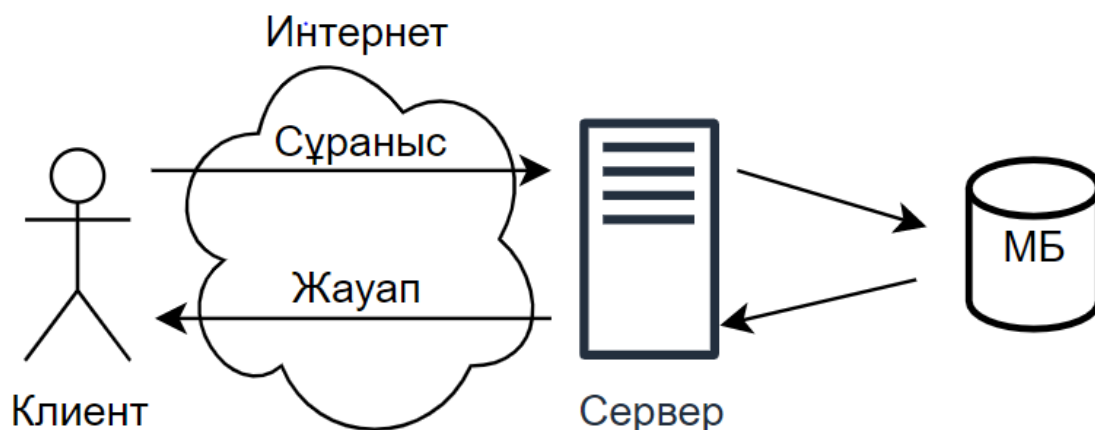 Интернет
Сұраныс
Жауап
МБ
Клиент
Сервер